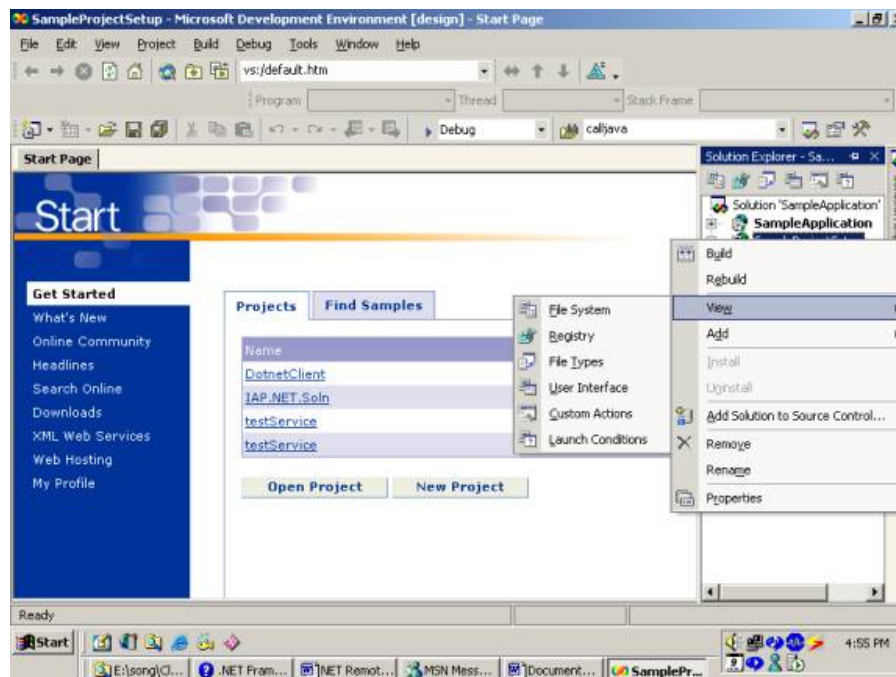 SampleProjectSetup - Microsoft Development Environment [design] - Start Page
File Edit View Project Build Debug Tools Window Help
vs:/default.htm
Program Thread Stack Frame
Debug calljava
Start Page
Solution Explorer - Sa...
Solution 'SampleApplication'
SampleApplication
Start
Get Started
What's New
Online Community
Headlines
Search Online
Downloads
XML Web Services
Web Hosting
My Profile
Projects Find Samples
Name
DotnetClient
IAP.NET.Soln
testService
testService
Open Project New Project
File System
Registry
File Types
User Interface
Custom Actions
Launch Conditions
Build
Rebuild
View
Add
Install
Uninstall
Add Solution to Source Control...
Remove
Rename
Properties
Ready
Start
4:55 PM
E:\song\Cl... .NET Fram... NET Remot... MSN Mess... Document... SamplePr...